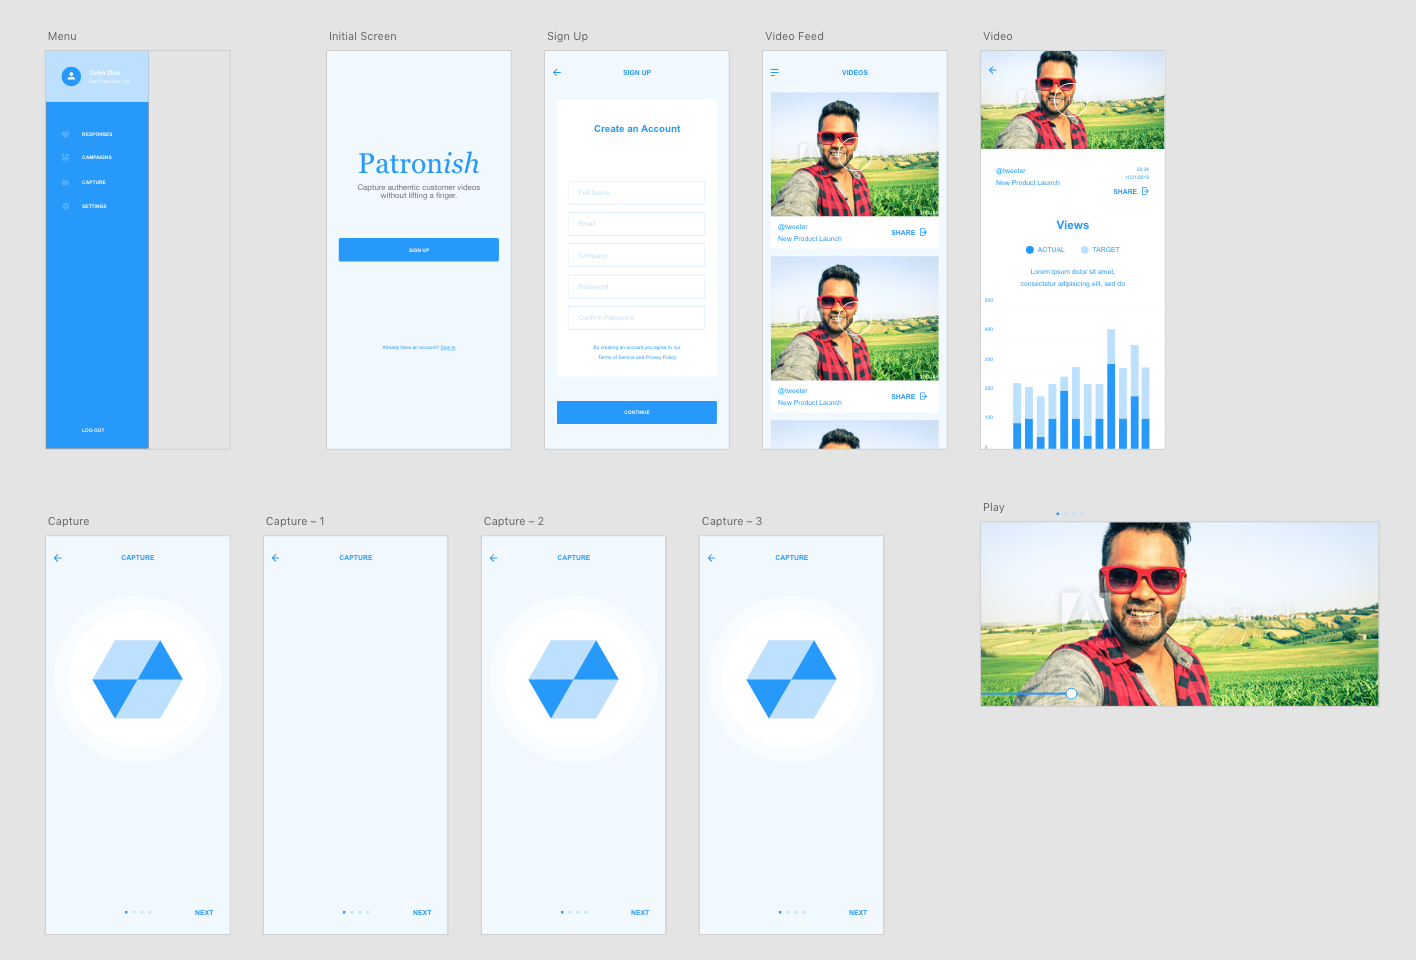 Menu
John Doe
San Francisco, CA
RESPONSES
CAMPAIGNS
CAPTURE
SETTINGS
LOG OUT
Initial Screen
Patronish
Capture authentic customer videos
without lifting a finger.
SIGN UP
Already have an account? Sign in
Sign Up
SIGN UP
Create an Account
Full Name
Email
Company
Password
Confirm Password
By creating an account you agree to our
Terms of Service and Privacy Policy
CONTINUE
Video Feed
VIDEOS
@tweeter
New Product Launch
SHARE
@tweeter
New Product Launch
SHARE
Video
@tweeter
New Product Launch
20:34
11/21/2019
SHARE
Views
ACTUAL
TARGET
Lorem ipsum dolor sit amet,
consectetur adipisicing elit, sed do
500
400
300
200
100
0
Capture
CAPTURE
NEXT
Capture – 1
CAPTURE
NEXT
Capture – 2
CAPTURE
NEXT
Capture – 3
CAPTURE
NEXT
Play
Adobe Stock